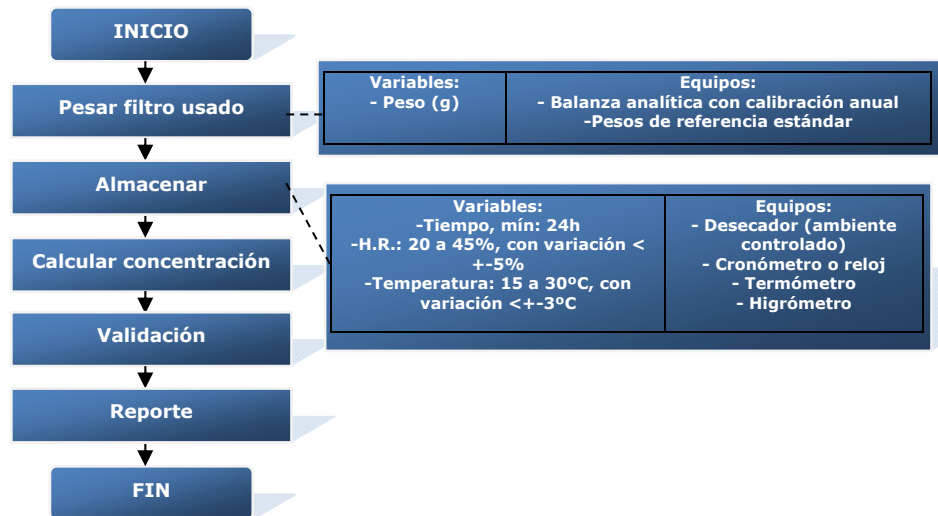 INICIO
Pesar filtro usado
Variables:
- Peso (g)
Equipos:
- Balanza analítica con calibración anual
-Pesos de referencia estándar
Almacenar
Variables:
-Tiempo, mín: 24h
-H.R.: 20 a 45%, con variación <
+-5%
-Temperatura: 15 a 30ºC, con
variación <+-3ºC
Equipos:
- Desecador (ambiente
controlado)
- Cronómetro o reloj
- Termómetro
- Higrómetro
Calcular concentración
Validación
Reporte
FIN